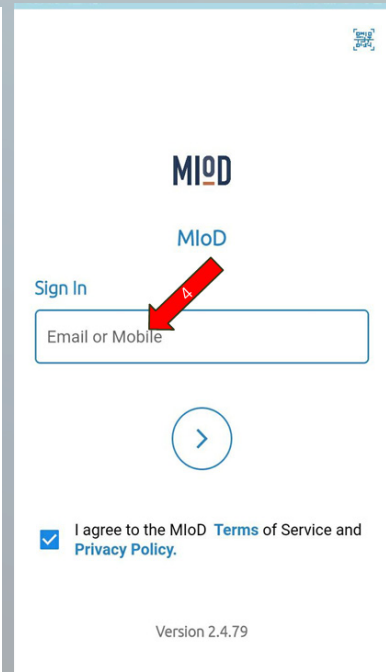 MIoD
MIoD
Sign In
4
Email or Mobile
I agree to the MIoD Terms of Service and
Privacy Policy.
Version 2.4.79